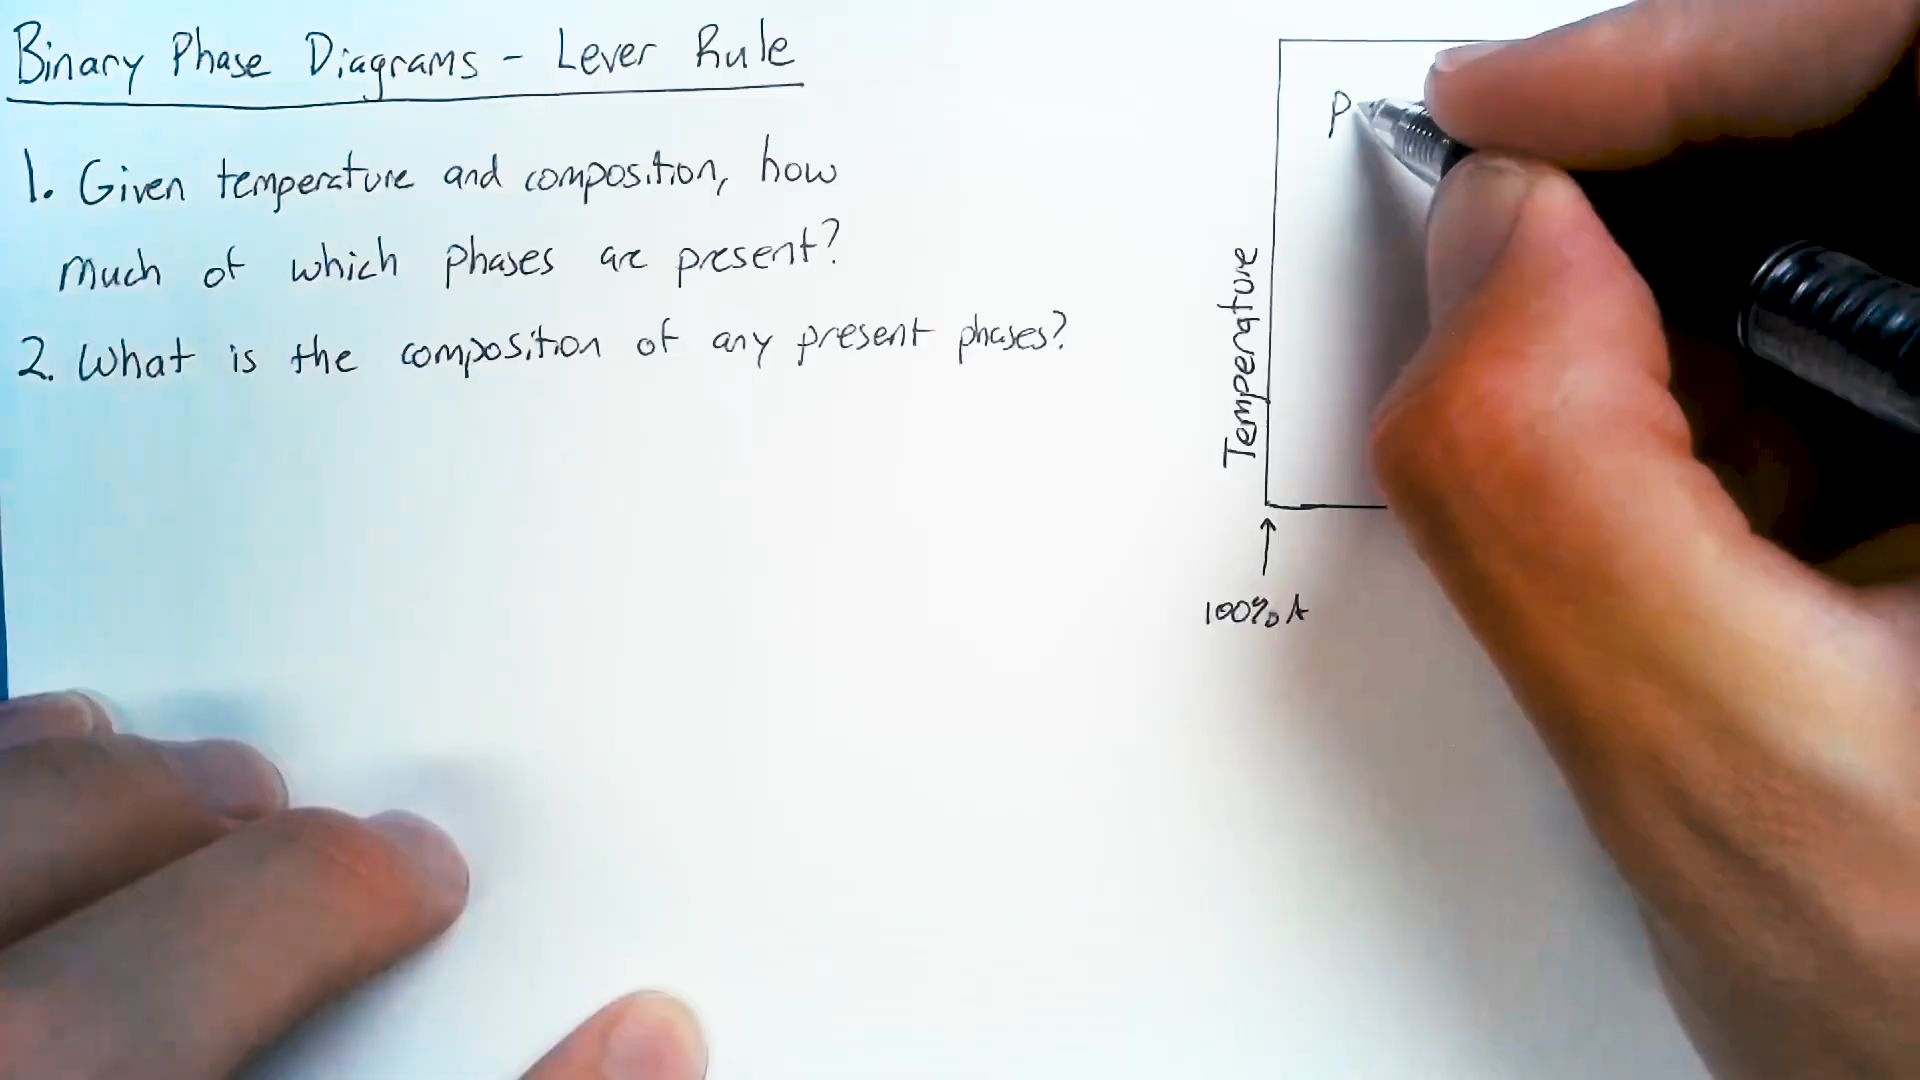 Binary Phase Diagrams - Lever Rule
1. Given temperature and composition, how
much of which phases are present?
2. What is the composition of any present phases?
P
Temperature
100% A